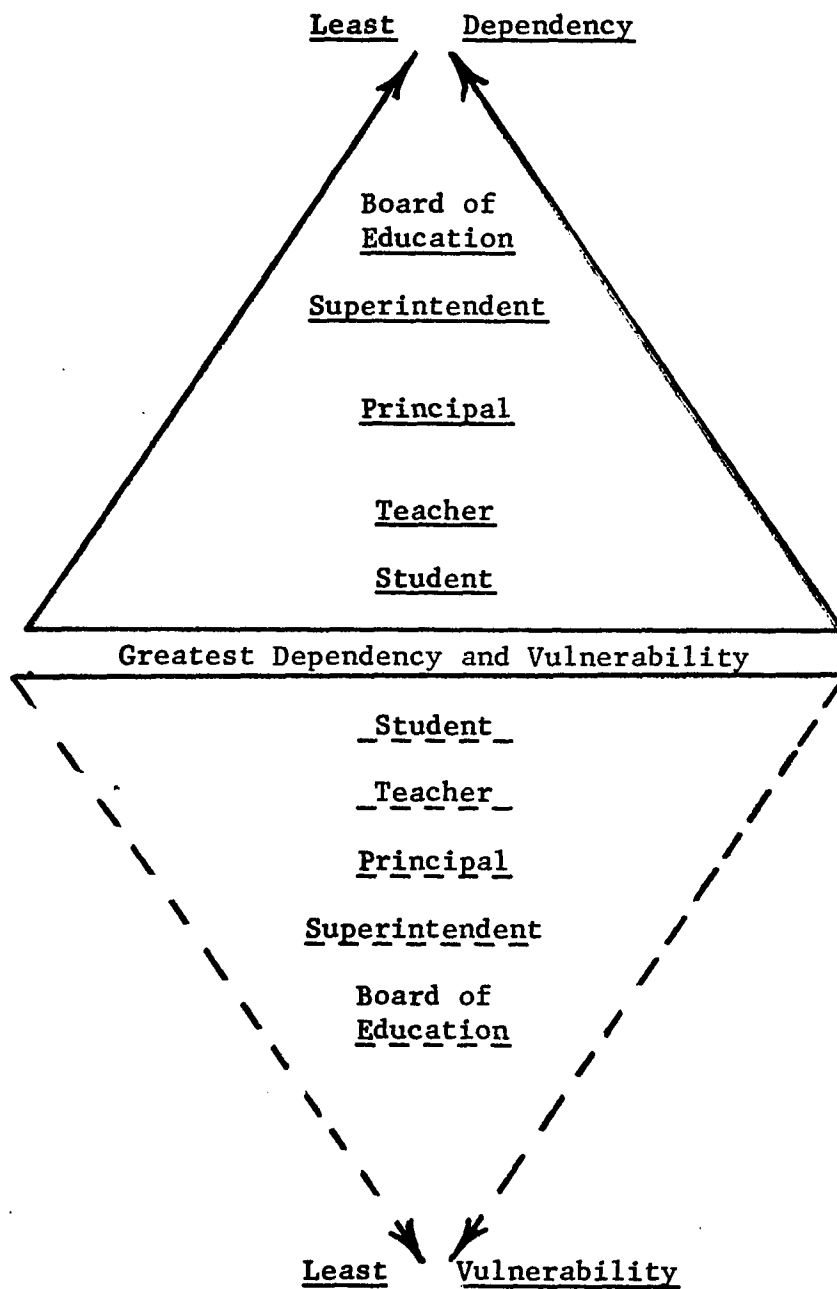 Least Dependency
Board of
Education
Superintendent
Principal
Teacher
Student
Greatest Dependency and Vulnerability
Student
Teacher
Principal
Superintendent
Board of
Education
Least Vulnerability